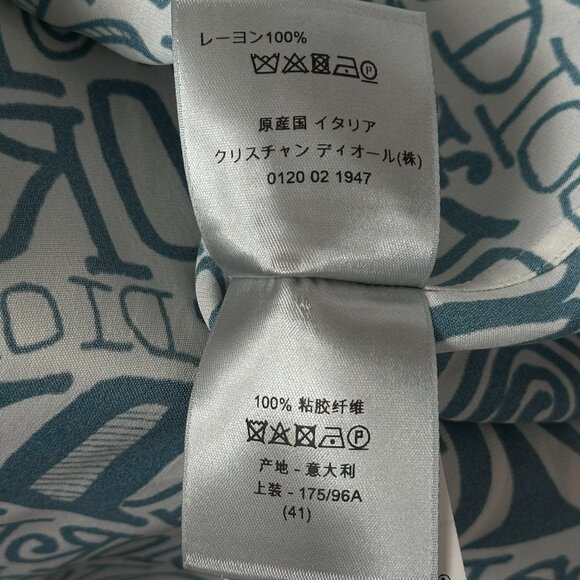 レーヨン100%
原産国 イタリア
クリスチャン ディオール(株)
0120 02 1947
100% 粘胶纤维
产地 - 意大利
上装 - 175/96A
(41)
DIO